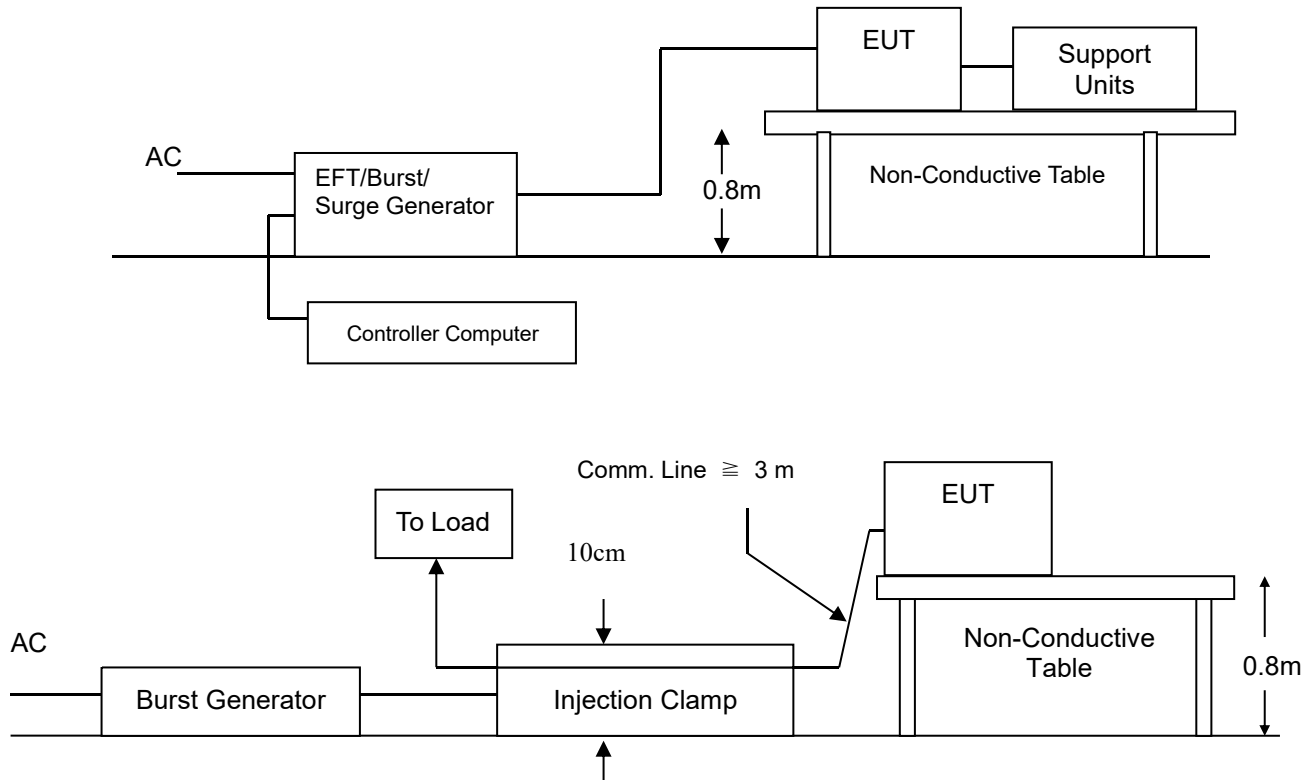 EUT
Support
Units
AC
EFT/Burst/
Surge Generator
0.8m
Non-Conductive Table
Controller Computer
Comm. Line ≧ 3 m
EUT
To Load
10cm
AC
Non-Conductive
Table
0.8m
Burst Generator
Injection Clamp